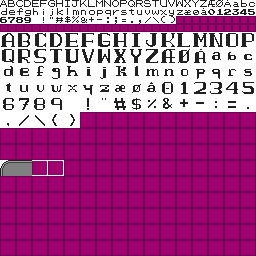 ABCDEFGHIJKLMNOPQRSTUVWXYZÆØÅabc
defghijklmnopqrstuvwxyzæøå012345
6789 !"#$%&+-:;=.,/\()
ABCDEFGHIJKLMNOP
QRSTUVWXYZÆØÅabc
defghijklmnopqrs
tuvwxyzæøå012345
6789 !"#$%&+-:;=
.,/\()